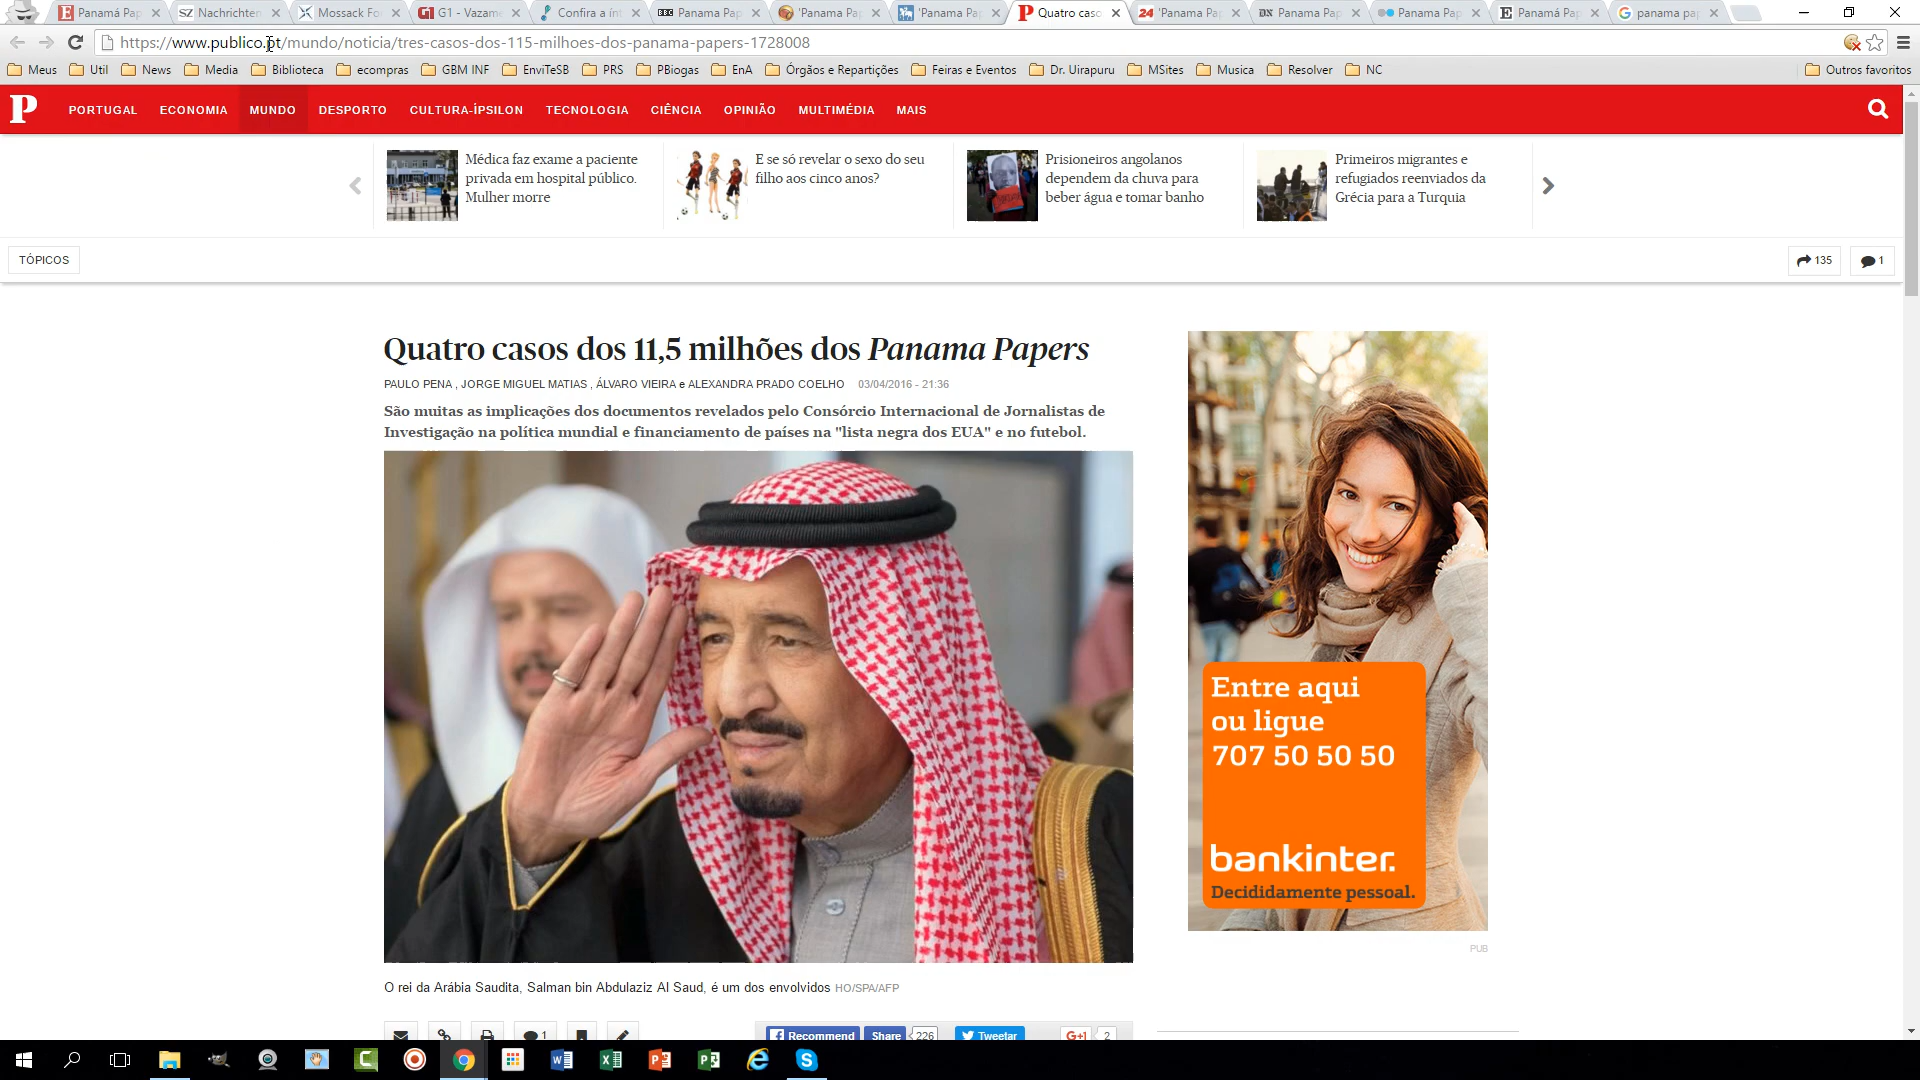 Panamá Pap
SZ Nachrichten
Mossack Fo
G1 G1 - Vazame
Confira a ínt
BBC Panama Pap
'Panama Pa
'Panama Pa
P Quatro caso
24 'Panama Pa
DN Panama Pap
Panama Pap
E Panamá Pap
G panama pa
https://www.publico.pt/mundo/noticia/tres-casos-dos-115-milhoes-dos-panama-papers-1728008
Meus Util News Media Biblioteca ecompras GBM INF EnviTeSB PRS PBiogas EnA Órgãos e Repartições Feiras e Eventos Dr. Uirapuru MSites Musica Resolver NC Outros favoritos
P PORTUGAL ECONOMIA MUNDO DESPORTO CULTURA-ÍPSILON TECNOLOGIA CIÊNCIA OPINIÃO MULTIMÉDIA MAIS
Médica faz exame a paciente
privada em hospital público.
Mulher morre
E se só revelar o sexo do seu
filho aos cinco anos?
Prisioneiros angolanos
dependem da chuva para
beber água e tomar banho
Primeiros migrantes e
refugiados reenviados da
Grécia para a Turquia
TÓPICOS
135
1
Quatro casos dos 11,5 milhões dos Panama Papers
PAULO PENA , JORGE MIGUEL MATIAS , ÁLVARO VIEIRA e ALEXANDRA PRADO COELHO 03/04/2016 - 21:36
São muitas as implicações dos documentos revelados pelo Consórcio Internacional de Jornalistas de
Investigação na política mundial e financiamento de países na "lista negra dos EUA" e no futebol.
Entre aqui
ou ligue
707 50 50 50
bankinter.
Decididamente pessoal.
PUB
O rei da Arábia Saudita, Salman bin Abdulaziz Al Saud, é um dos envolvidos HO/SPA/AFP
1
Recommend Share 226 Tweetar G+1 2